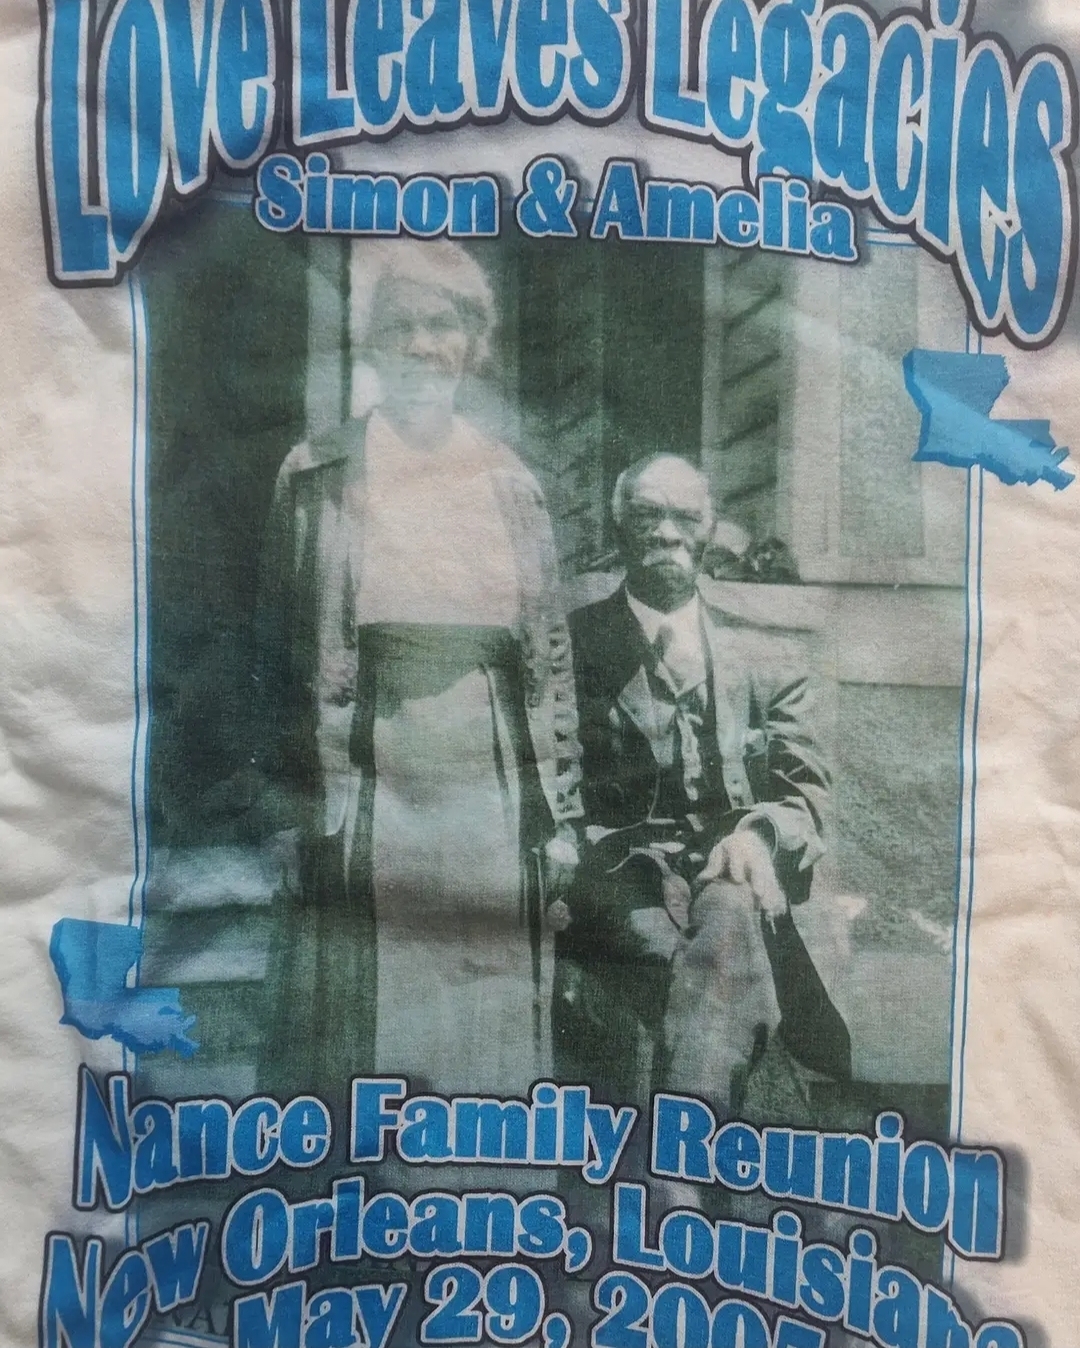 Love Leaves Legacies
Simon & Amelia
Nance Family Reunion
New Orleans, Louisiana
May 29,